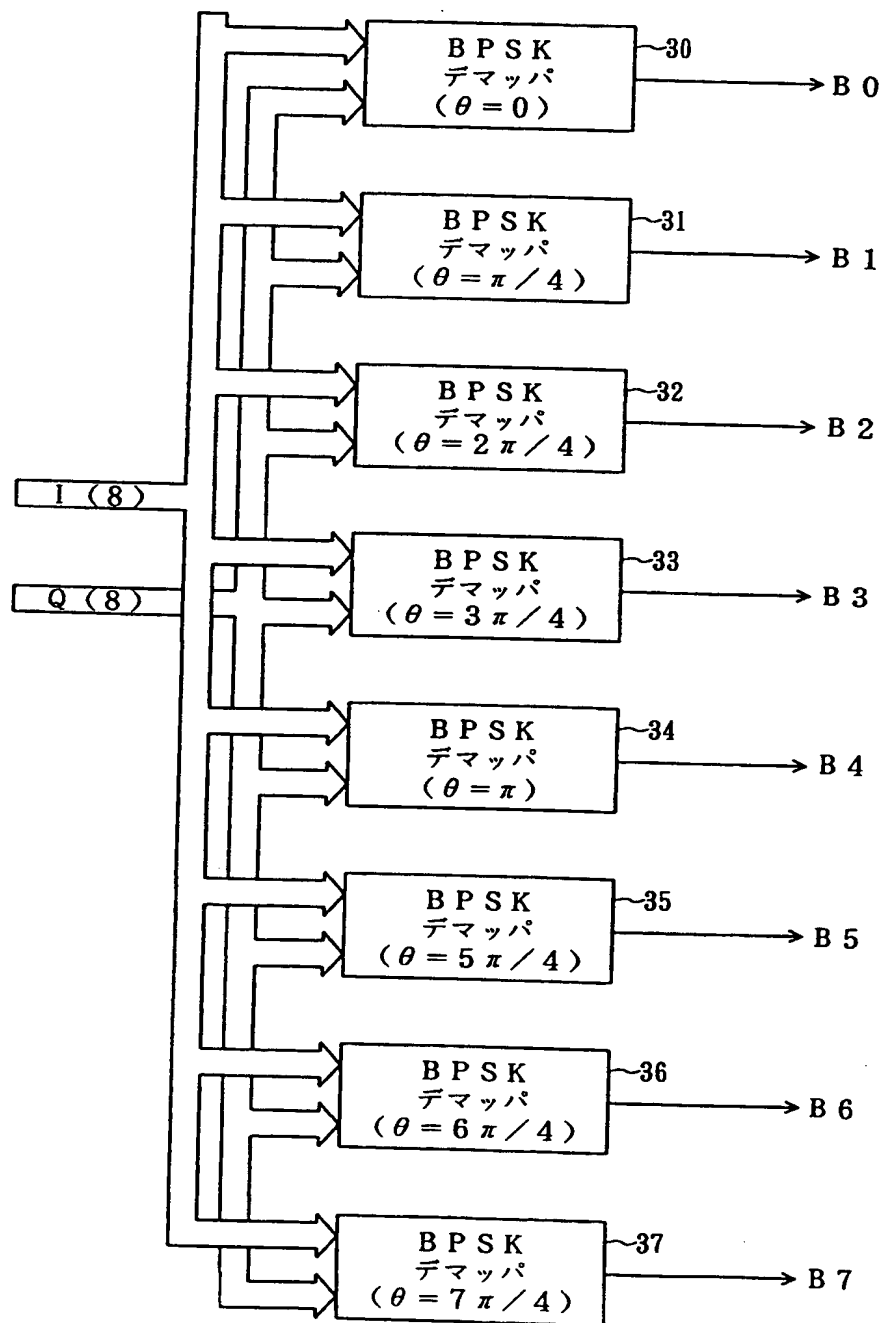 BPSK
デマッパ
(θ=0)
30
B0
BPSK
デマッパ
(θ=π/4)
31
B1
BPSK
デマッパ
(θ=2π/4)
32
B2
I(8)
BPSK
デマッパ
(θ=3π/4)
33
B3
Q(8)
BPSK
デマッパ
(θ=π)
34
B4
BPSK
デマッパ
(θ=5π/4)
35
B5
BPSK
デマッパ
(θ=6π/4)
36
B6
BPSK
デマッパ
(θ=7π/4)
37
B7